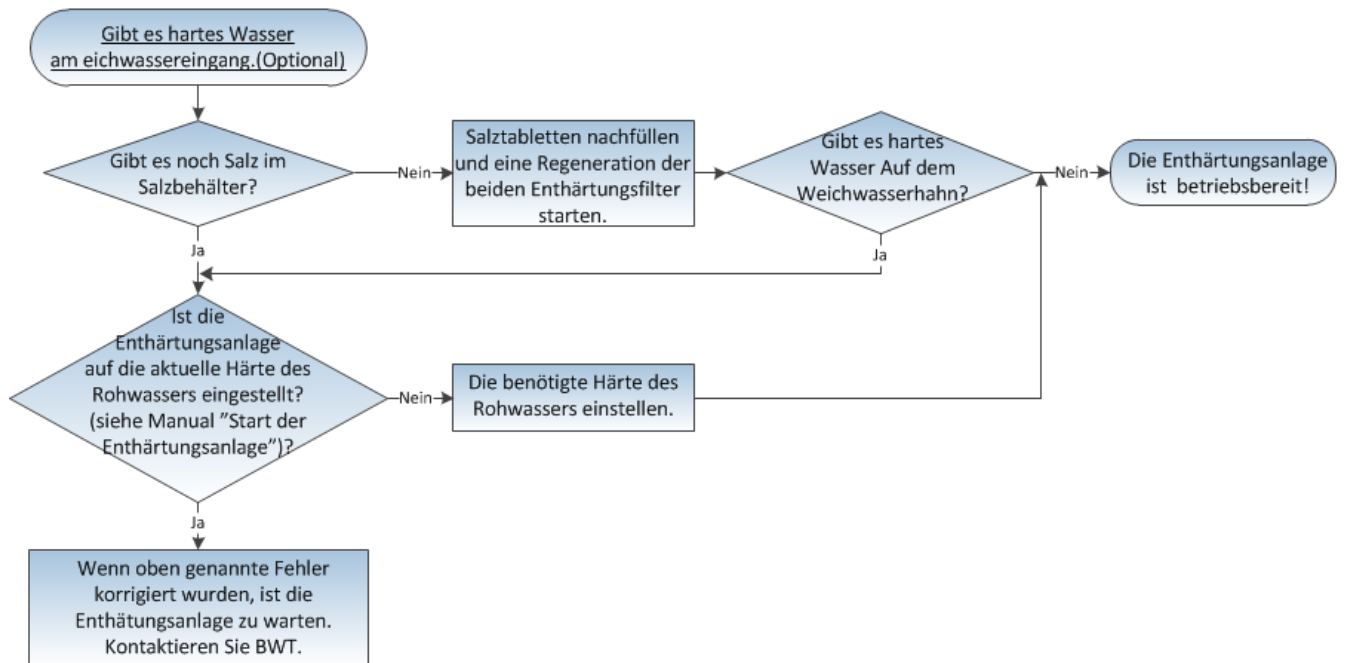 Gibt es hartes Wasser
am eichwassereingang.(Optional)
Gibt es noch Salz im
Salzbehälter?
Nein
Salztabletten nachfüllen
und eine Regeneration der
beiden Enthärtungsfilter
starten.
Gibt es hartes
Wasser Auf dem
Weichwasserhahn?
Nein
Die Enthärtungsanlage
ist betriebsbereit!
Ja
Ja
Ist die
Enthärtungsanlage
auf die aktuelle Härte des
Rohwassers eingestellt?
(siehe Manual ”Start der
Enthärtungsanlage”)?
Nein
Die benötigte Härte des
Rohwassers einstellen.
Ja
Wenn oben genannte Fehler
korrigiert wurden, ist die
Enthätungsanlage zu warten.
Kontaktieren Sie BWT.